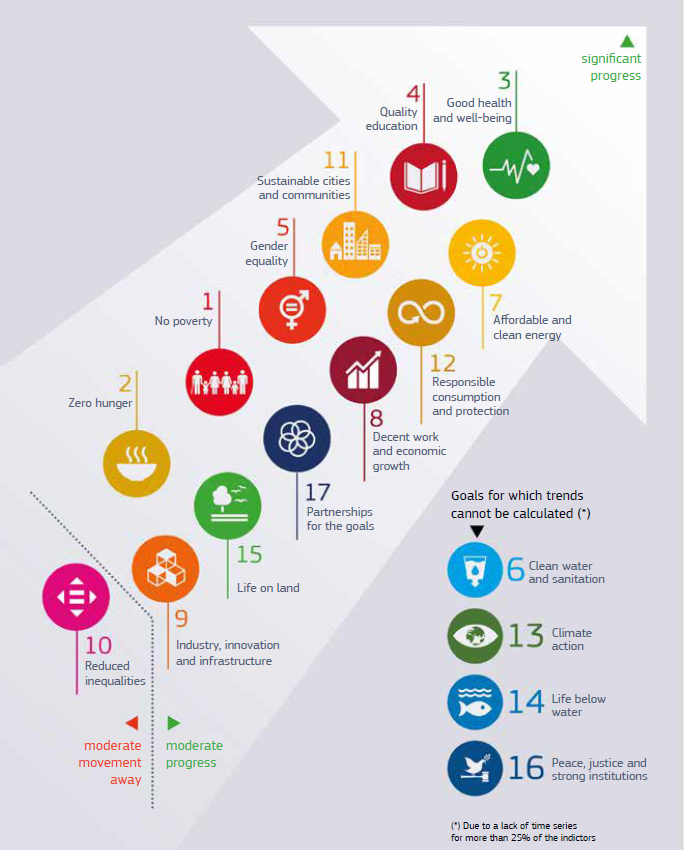 significant
progress
3
Good health
and well-being
4
Quality
education
11
Sustainable cities
and communities
5
Gender
equality
7
Affordable and
clean energy
1
No poverty
12
Responsible
consumption
and protection
2
Zero hunger
8
Decent work
and economic
growth
17
Partnerships
for the goals
15
Life on land
9
Industry, innovation
and infrastructure
10
Reduced
inequalities
moderate
movement
away
moderate
progress
Goals for which trends
cannot be calculated (*)
6 Clean water
and sanitation
13 Climate
action
14 Life below
water
16 Peace, justice and
strong institutions
(*) Due to a lack of time series
for more than 25% of the indictors